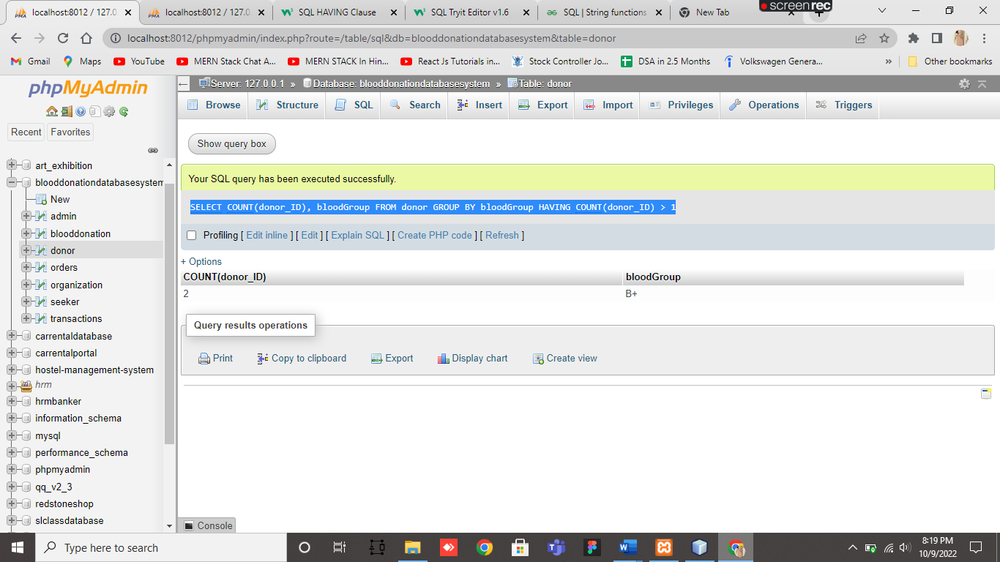 localhost:8012 / 127.0.
localhost:8012 / 127.0.
SQL HAVING Clause
SQL Tryit Editor v1.6
SQL | String functions
New Tab
screenrec
localhost:8012/phpmyadmin/index.php?route=/table/sql&db=blooddonationdatabasesystem&table=donor
Gmail
Maps
YouTube
MERN Stack Chat A...
MERN STACK In Hin...
React Js Tutorials in...
Stock Controller Jo...
DSA in 2.5 Months
Volkswagen Genera...
»
Other bookmarks
phpMyAdmin
Recent
Favorites
art_exhibition
blooddonationdatabasesystem
New
admin
blooddonation
donor
orders
organization
seeker
transactions
carrentaldatabase
carrentalportal
hostel-management-system
hrm
hrmbanker
information_schema
mysql
performance_schema
phpmyadmin
qq_v2_3
redstoneshop
slclassdatabase
Server: 127.0.0.1 » Database: blooddonationdatabasesystem » Table: donor
Browse
Structure
SQL
Search
Insert
Export
Import
Privileges
Operations
Triggers
Show query box
Your SQL query has been executed successfully.
SELECT COUNT(donor_ID), bloodGroup FROM donor GROUP BY bloodGroup HAVING COUNT(donor_ID) > 1
Profiling [ Edit inline ] [ Edit ] [ Explain SQL ] [ Create PHP code ] [ Refresh ]
+ Options
COUNT(donor_ID)
bloodGroup
2
B+
Query results operations
Print
Copy to clipboard
Export
Display chart
Create view
Console
Type here to search
8:19 PM
10/9/2022